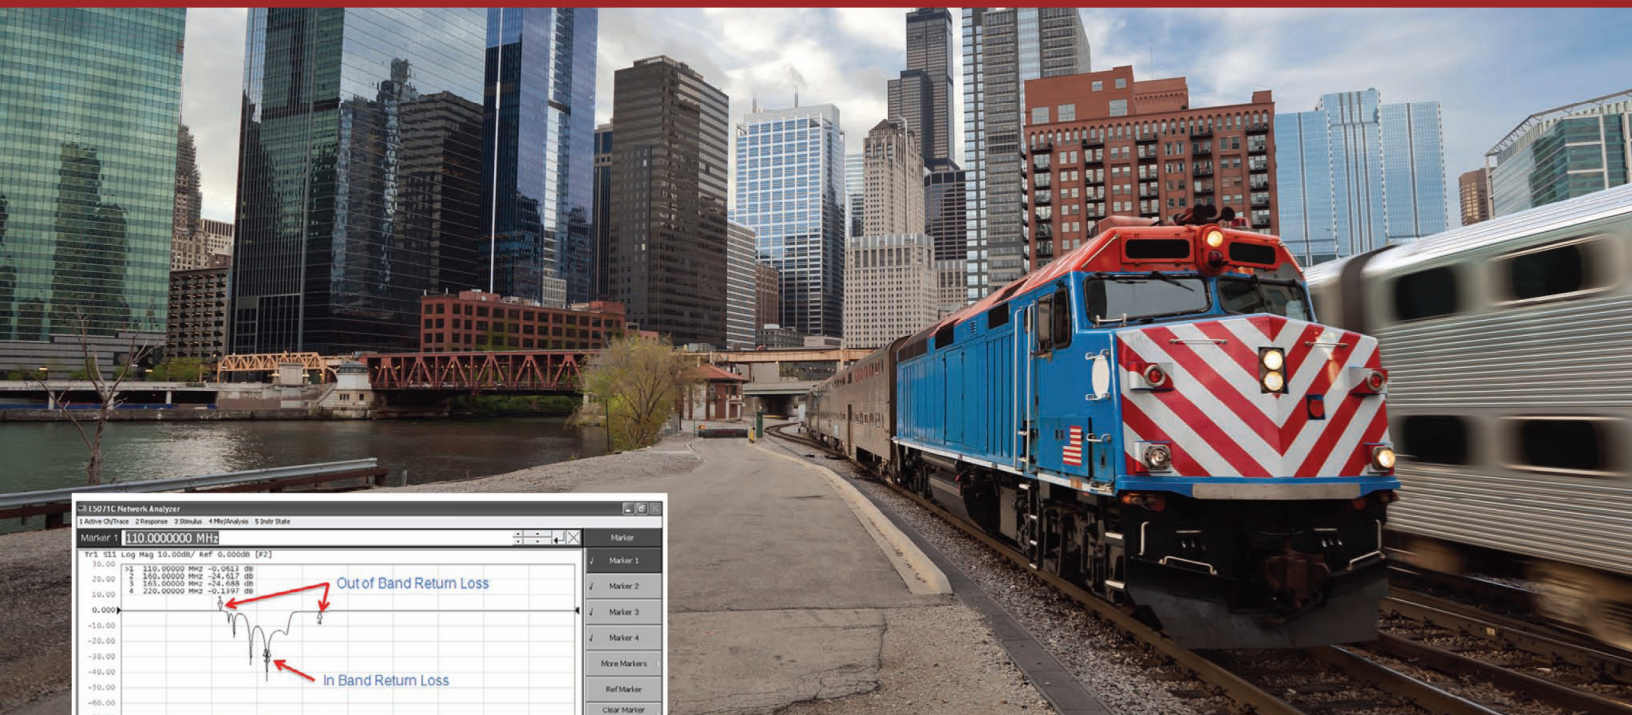 E5071C Network Analyzer
1 Active Ch/Trace 2 Response 3 Stimulus 4 Mkr/Analysis 5 Instr State
Marker 1 110.0000000 MHz
Marker
Tr1 S11 Log Mag 10.00dB/ Ref 0.000dB [F2]
30.00
20.00
10.00
0.000
-10.00
-20.00
-30.00
-40.00
-50.00
-60.00
>1 110.00000 MHz -0.0613 dB
2 160.00000 MHz -24.617 dB
3 163.00000 MHz -24.688 dB
4 220.00000 MHz -0.1397 dB
Out of Band Return Loss
In Band Return Loss
Marker 1
Marker 2
Marker 3
Marker 4
More Markers
Ref Marker
Clear Marker